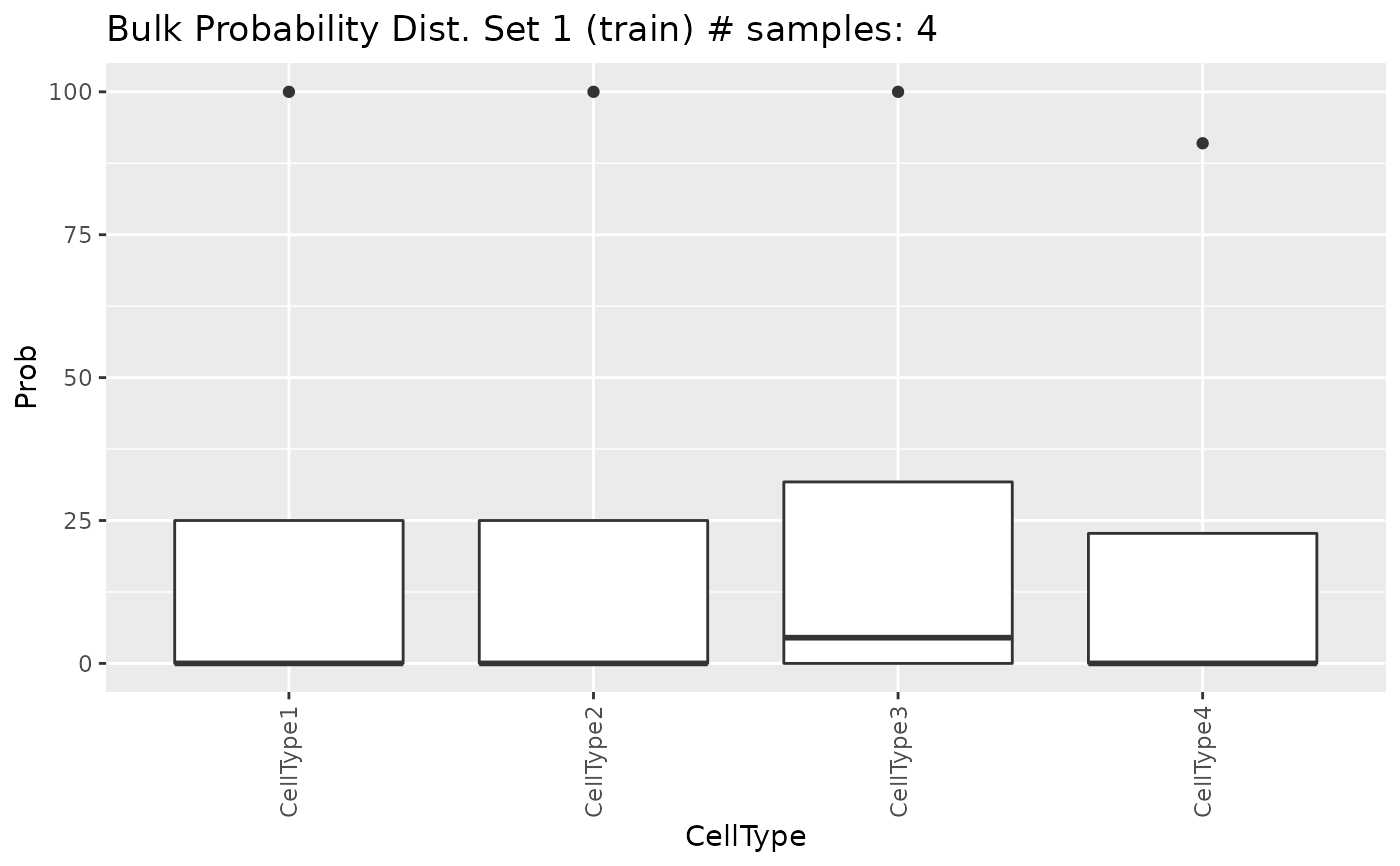 Bulk Probability Dist. Set 1 (train) # samples: 4
100
75
50
25
0
Prob
CellType1
CellType2
CellType3
CellType4
CellType